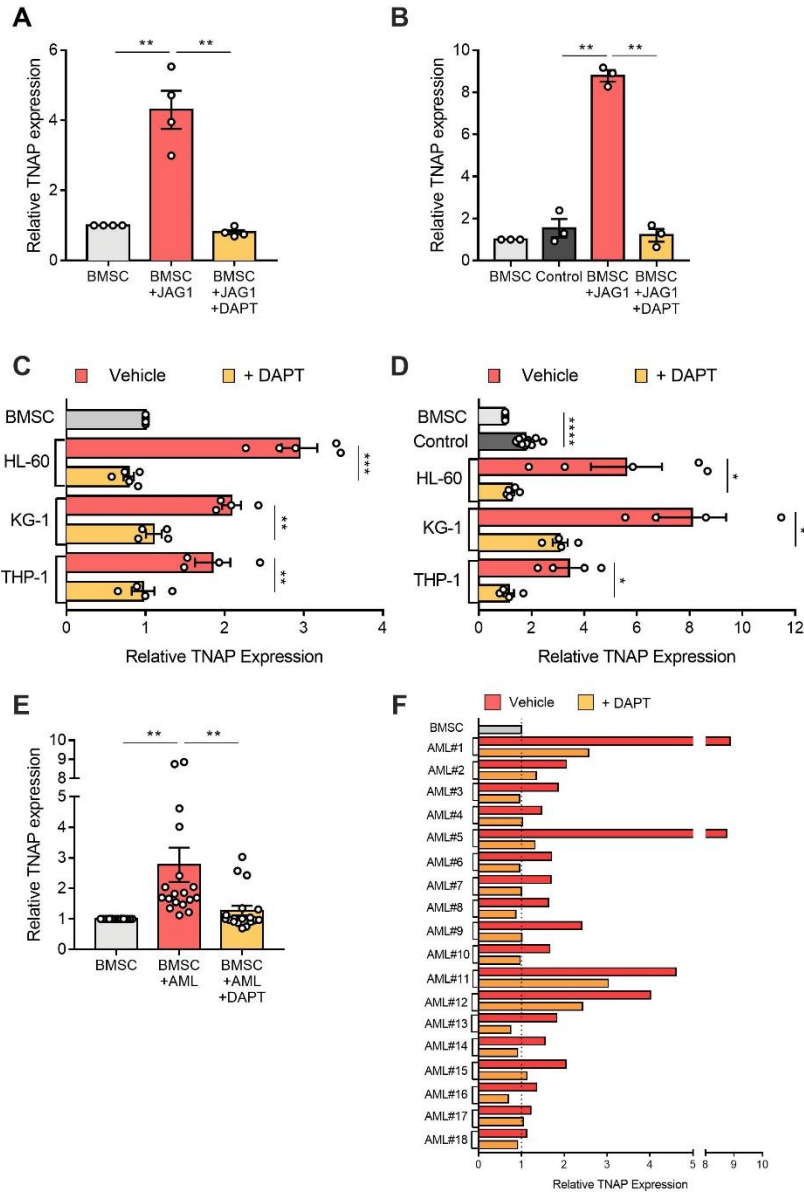 A
Relative TNAP expression
6
4
2
0
**
**
BMSC
BMSC
+JAG1
BMSC
+JAG1
+DAPT
B
Relative TNAP expression
10
8
6
4
2
0
**
**
BMSC
Control
BMSC
+JAG1
BMSC
+JAG1
+DAPT
C
Vehicle
+ DAPT
BMSC
HL-60
KG-1
THP-1
***
**
**
0
1
2
3
4
Relative TNAP Expression
D
Vehicle
+ DAPT
BMSC
Control
HL-60
KG-1
THP-1
****
*
*
*
0
2
4
6
8
10
12
Relative TNAP Expression
E
Relative TNAP expression
10
9
8
5
4
3
2
1
0
**
**
BMSC
BMSC
+AML
BMSC
+AML
+DAPT
F
Vehicle
+ DAPT
BMSC
AML#1
AML#2
AML#3
AML#4
AML#5
AML#6
AML#7
AML#8
AML#9
AML#10
AML#11
AML#12
AML#13
AML#14
AML#15
AML#16
AML#17
AML#18
0
1
2
3
4
5
8
9
10
Relative TNAP Expression